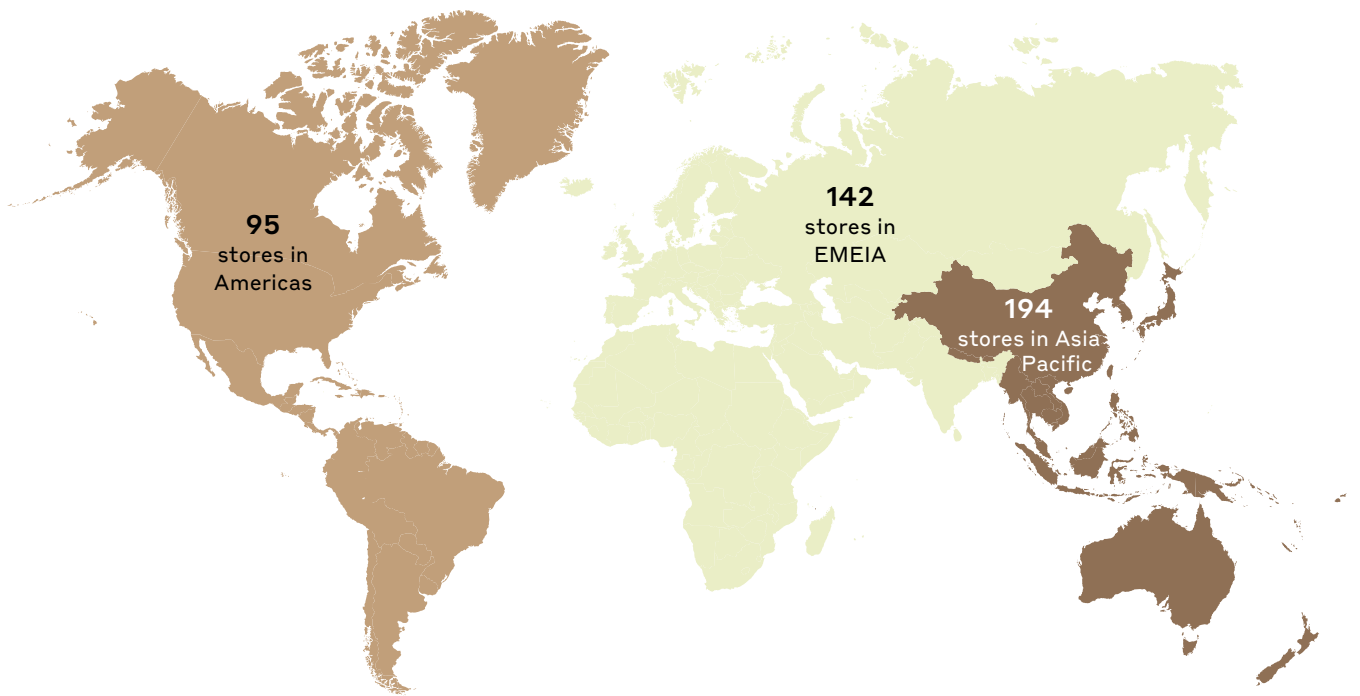 95
stores in
Americas
142
stores in
EMEIA
194
stores in Asia
Pacific